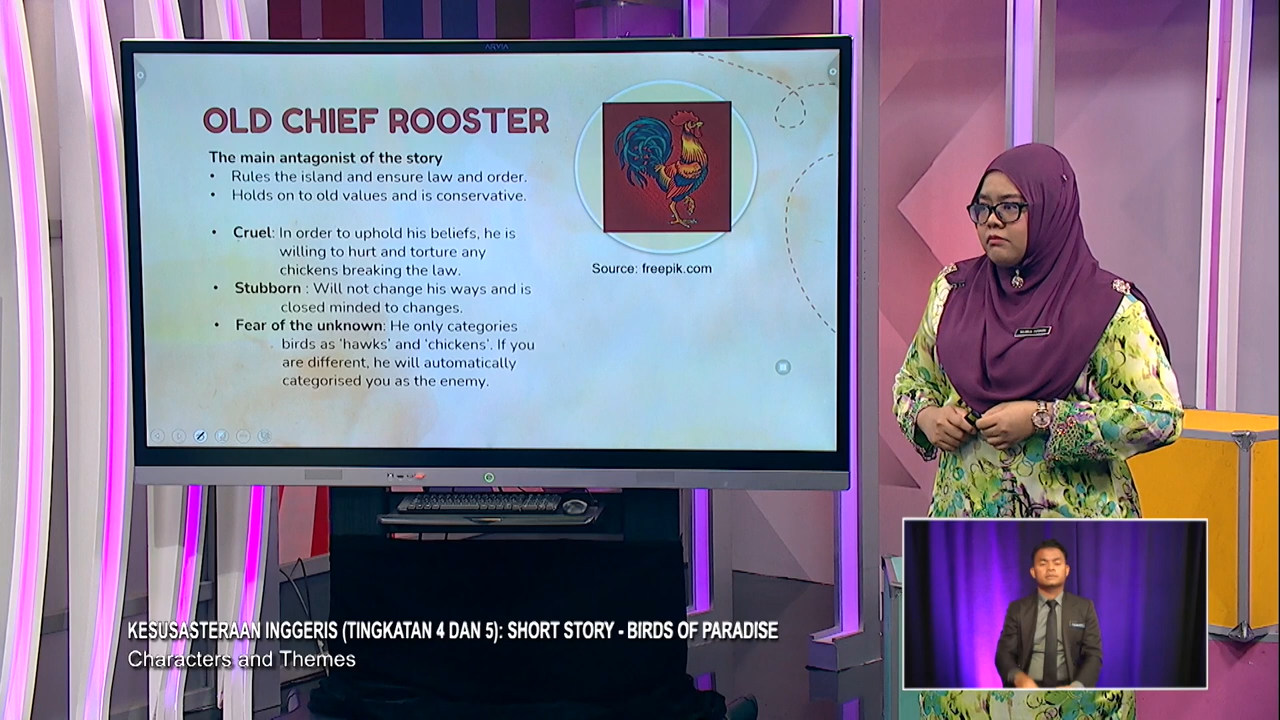 ARVIA
OLD CHIEF ROOSTER
The main antagonist of the story
• Rules the island and ensure law and order.
• Holds on to old values and is conservative.
• Cruel: In order to uphold his beliefs, he is
willing to hurt and torture any
chickens breaking the law.
• Stubborn : Will not change his ways and is
closed minded to changes.
• Fear of the unknown: He only categories
birds as ‘hawks’ and ‘chickens’. If you
are different, he will automatically
categorised you as the enemy.
Source: freepik.com
KESUSASTERAAN INGGERIS (TINGKATAN 4 DAN 5): SHORT STORY - BIRDS OF PARADISE
Characters and Themes